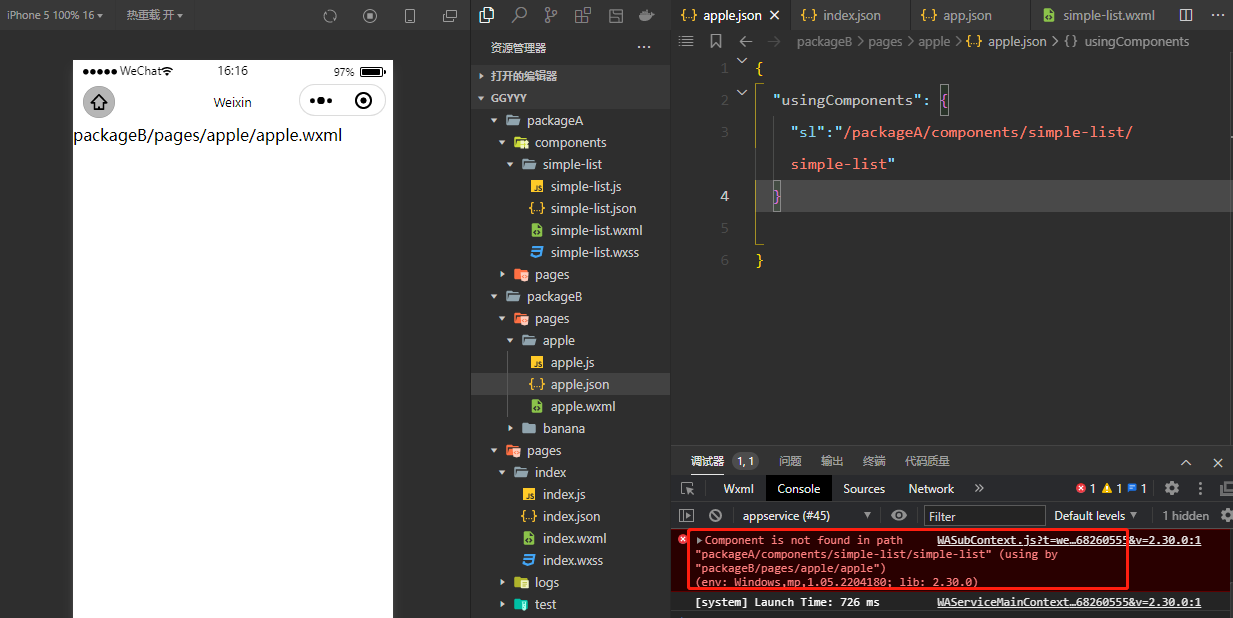 iPhone 5 100% 16
热重载 开
WeChat
16:16
97%
Weixin
packageB/pages/apple/apple.wxml
资源管理器
打开的编辑器
GGYYY
packageA
components
simple-list
simple-list.js
simple-list.json
simple-list.wxml
simple-list.wxss
pages
packageB
pages
apple
apple.js
apple.json
apple.wxml
banana
pages
index
index.js
index.json
index.wxml
index.wxss
logs
test
apple.json
index.json
app.json
simple-list.wxml
packageB > pages > apple > {..} apple.json > {} usingComponents
1 {
2 "usingComponents": {
3 "sl":"/packageA/components/simple-list/
simple-list"
4 }
5
6 }
调试器 1, 1 问题 输出 终端 代码质量
Wxml Console Sources Network » 1 1 1
appservice (#45) Filter Default levels 1 hidden
Component is not found in path WASubContext.js?t=we…68260555&v=2.30.0:1
"packageA/components/simple-list/simple-list" (using by
"packageB/pages/apple/apple")
(env: Windows,mp,1.05.2204180; lib: 2.30.0)
[system] Launch Time: 726 ms WAServiceMainContext…68260555&v=2.30.0:1